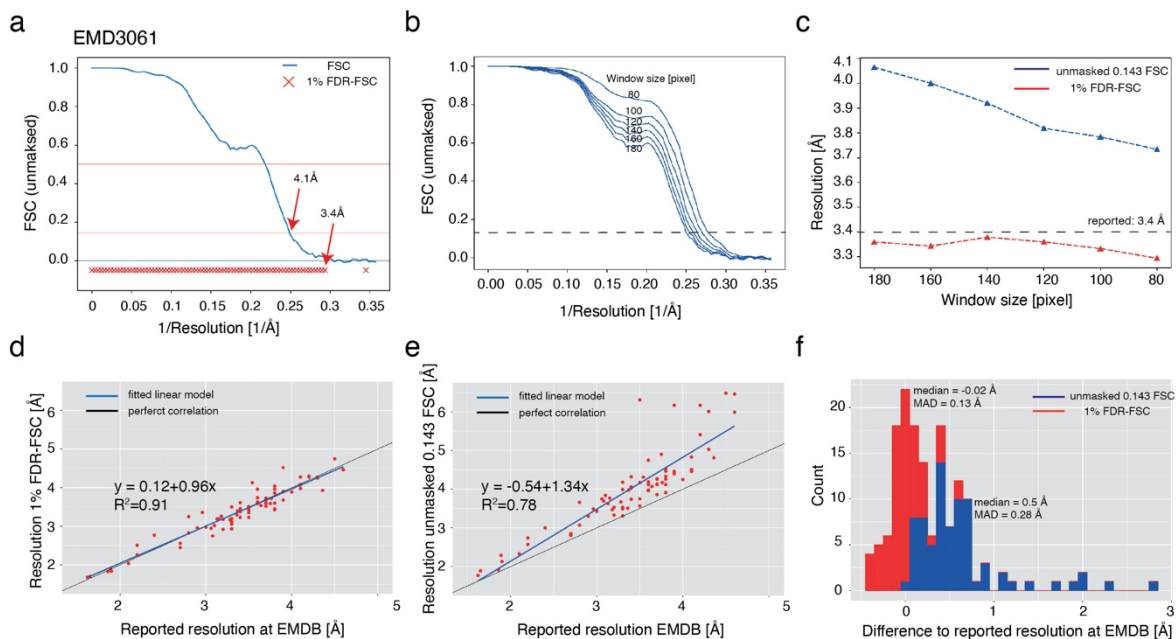 a
EMD3061
FSC
1% FDR-FSC
FSC (unmaksed)
1.0
0.8
0.6
0.4
0.2
0.0
4.1Å
3.4Å
0
0.1
0.1
0.2
0.25
0.3
0.35
1/Resolution [1/Å]
b
Window size [pixel]
80
100
120
140
160
180
FSC (unmasked)
1.0
0.8
0.6
0.4
0.2
0.0
0.00
0.05
0.1
0.15
0.20
0.25
0.30
0.35
1/Resolution [1/Å]
c
unmasked 0.143 FSC
1% FDR-FSC
Resolution [Å]
4.1
4.0
3.9
3.8
3.7
3.6
3.5
3.4
3.3
reported: 3.4 Å
180
160
140
120
100
80
Window size [pixel]
d
fitted linear model
perferct correlation
Resolution 1% FDR-FSC [Å]
6
5
4
3
2
y = 0.12+0.96x
R²=0.91
2
3
4
5
Reported resolution at EMDB [Å]
e
fitted linear model
perfect correlation
Resolution unmasked 0.143 FSC [Å]
6
5
4
3
2
y = -0.54+1.34x
R²=0.78
2
3
4
5
Reported resolution EMDB [Å]
f
median = -0.02 Å
MAD = 0.13 Å
unmasked 0.143 FSC
1% FDR-FSC
Count
20
15
10
5
0
median = 0.5 Å
MAD = 0.28 Å
0
1
2
3
Difference to reported resolution at EMDB [Å]